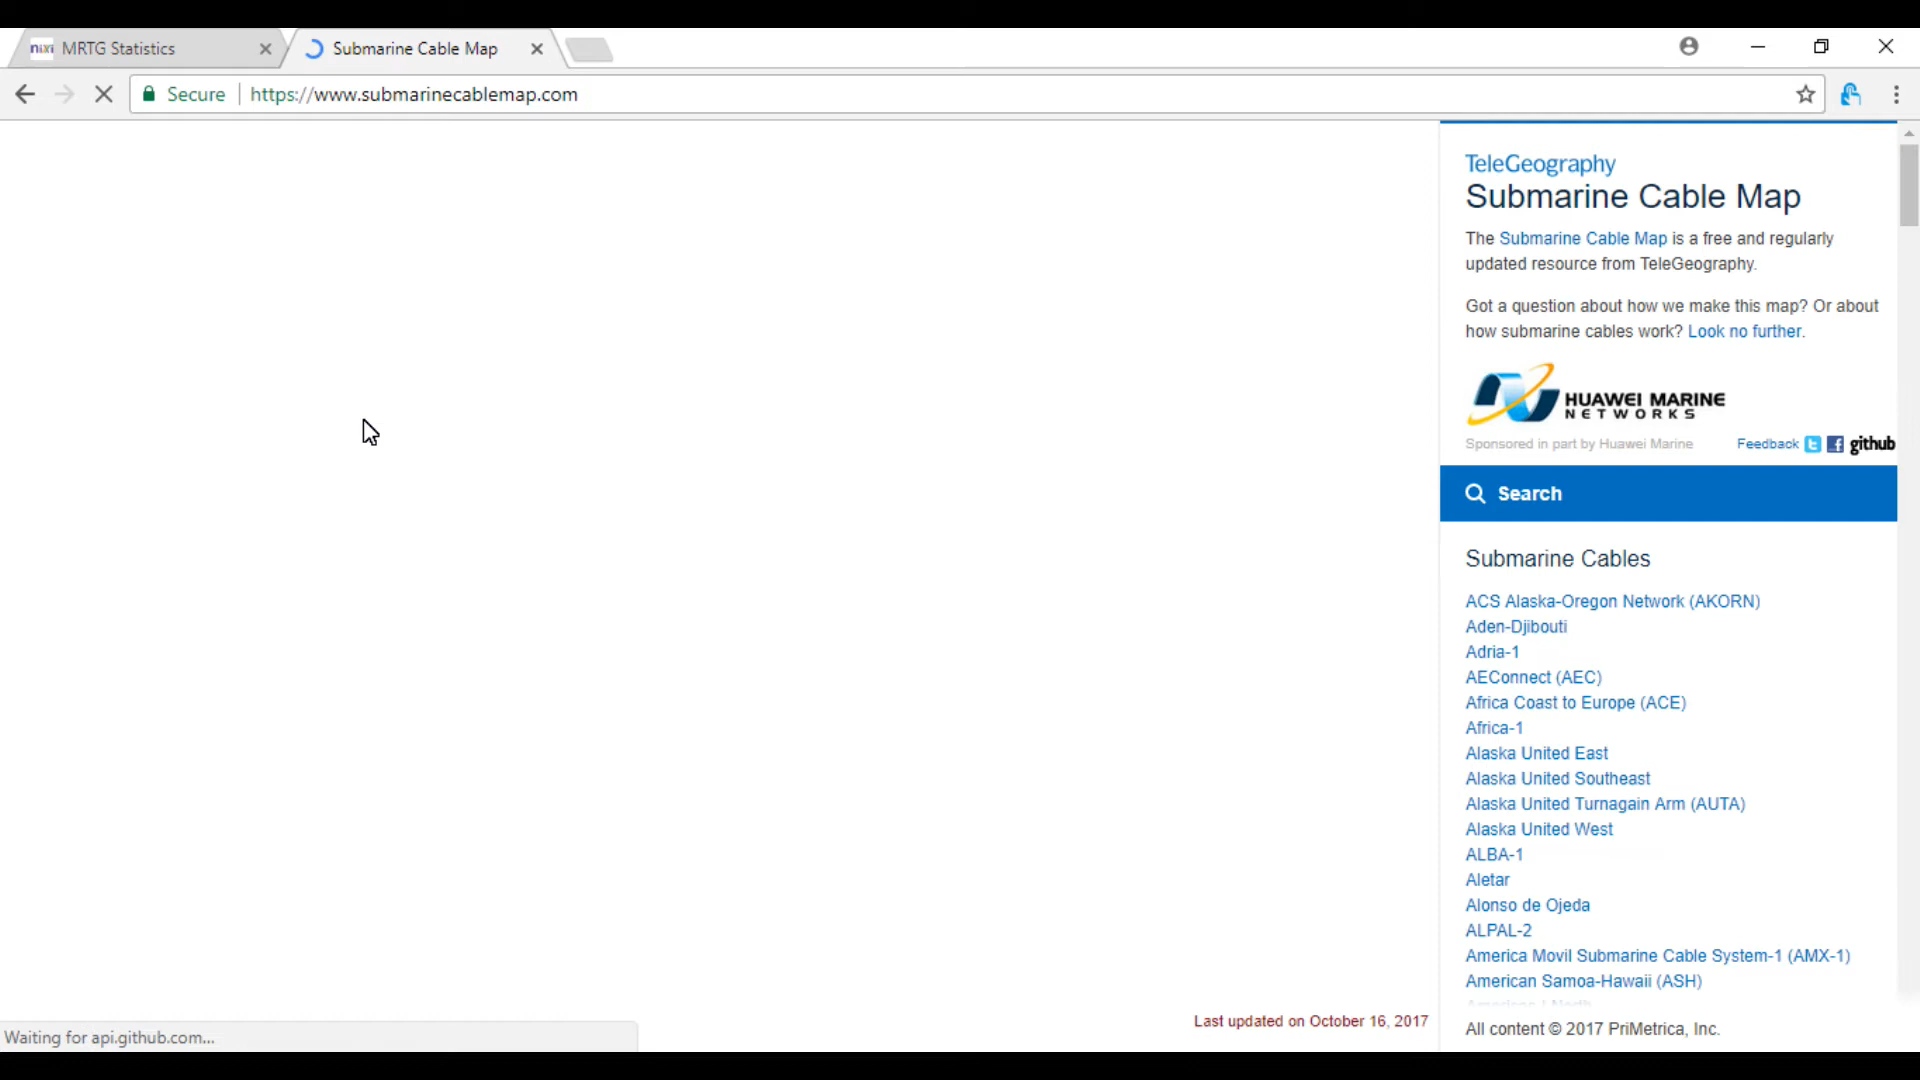 nixi MRTG Statistics
Submarine Cable Map
Secure https://www.submarinecablemap.com
TeleGeography
Submarine Cable Map
The Submarine Cable Map is a free and regularly
updated resource from TeleGeography.
Got a question about how we make this map? Or about
how submarine cables work? Look no further.
HUAWEI MARINE
NETWORKS
Sponsored in part by Huawei Marine
Feedback
github
Search
Submarine Cables
ACS Alaska-Oregon Network (AKORN)
Aden-Djibouti
Adria-1
AEConnect (AEC)
Africa Coast to Europe (ACE)
Africa-1
Alaska United East
Alaska United Southeast
Alaska United Turnagain Arm (AUTA)
Alaska United West
ALBA-1
Aletar
Alonso de Ojeda
ALPAL-2
America Movil Submarine Cable System-1 (AMX-1)
American Samoa-Hawaii (ASH)
Last updated on October 16, 2017
All content © 2017 PriMetrica, Inc.
Waiting for api.github.com...